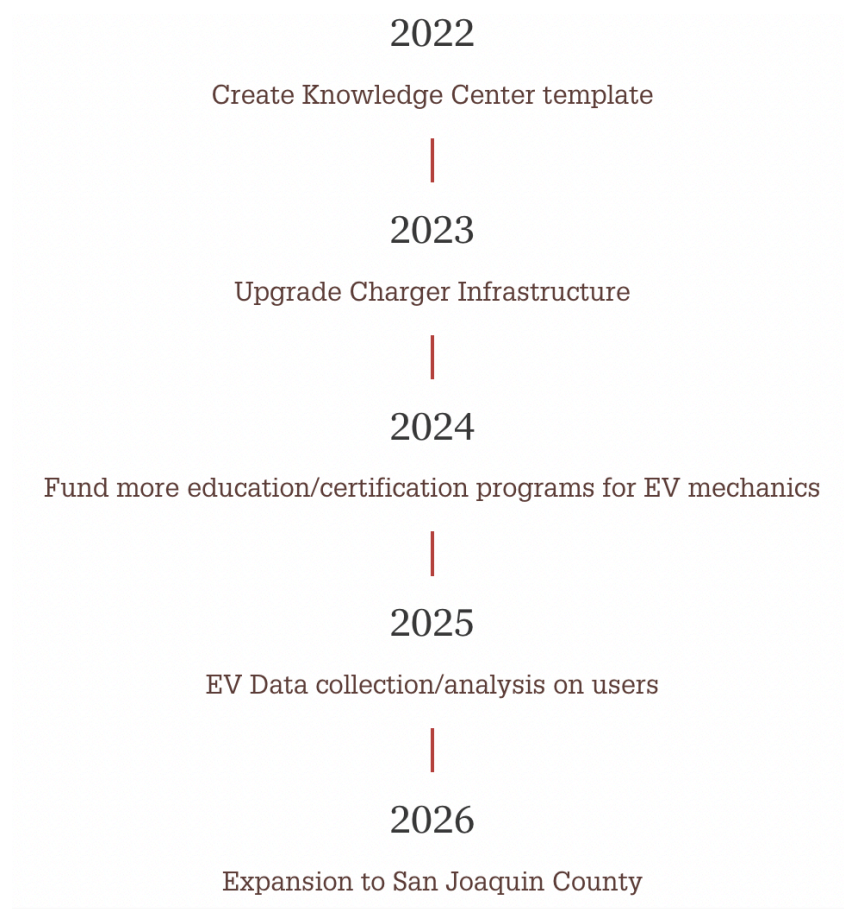 2022
Create Knowledge Center template
2023
Upgrade Charger Infrastructure
2024
Fund more education/certification programs for EV mechanics
2025
EV Data collection/analysis on users
2026
Expansion to San Joaquin County